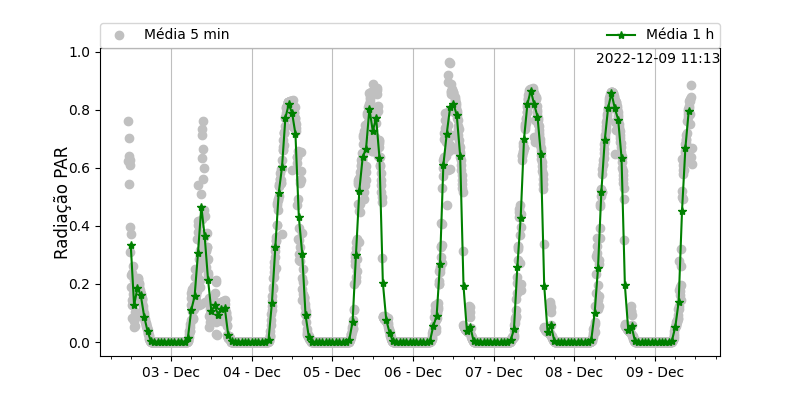 Média 5 min
Média 1 h
2022-12-09 11:13
Radiação PAR
1.0
0.8
0.6
0.4
0.2
0.0
03 - Dec
04 - Dec
05 - Dec
06 - Dec
07 - Dec
08 - Dec
09 - Dec